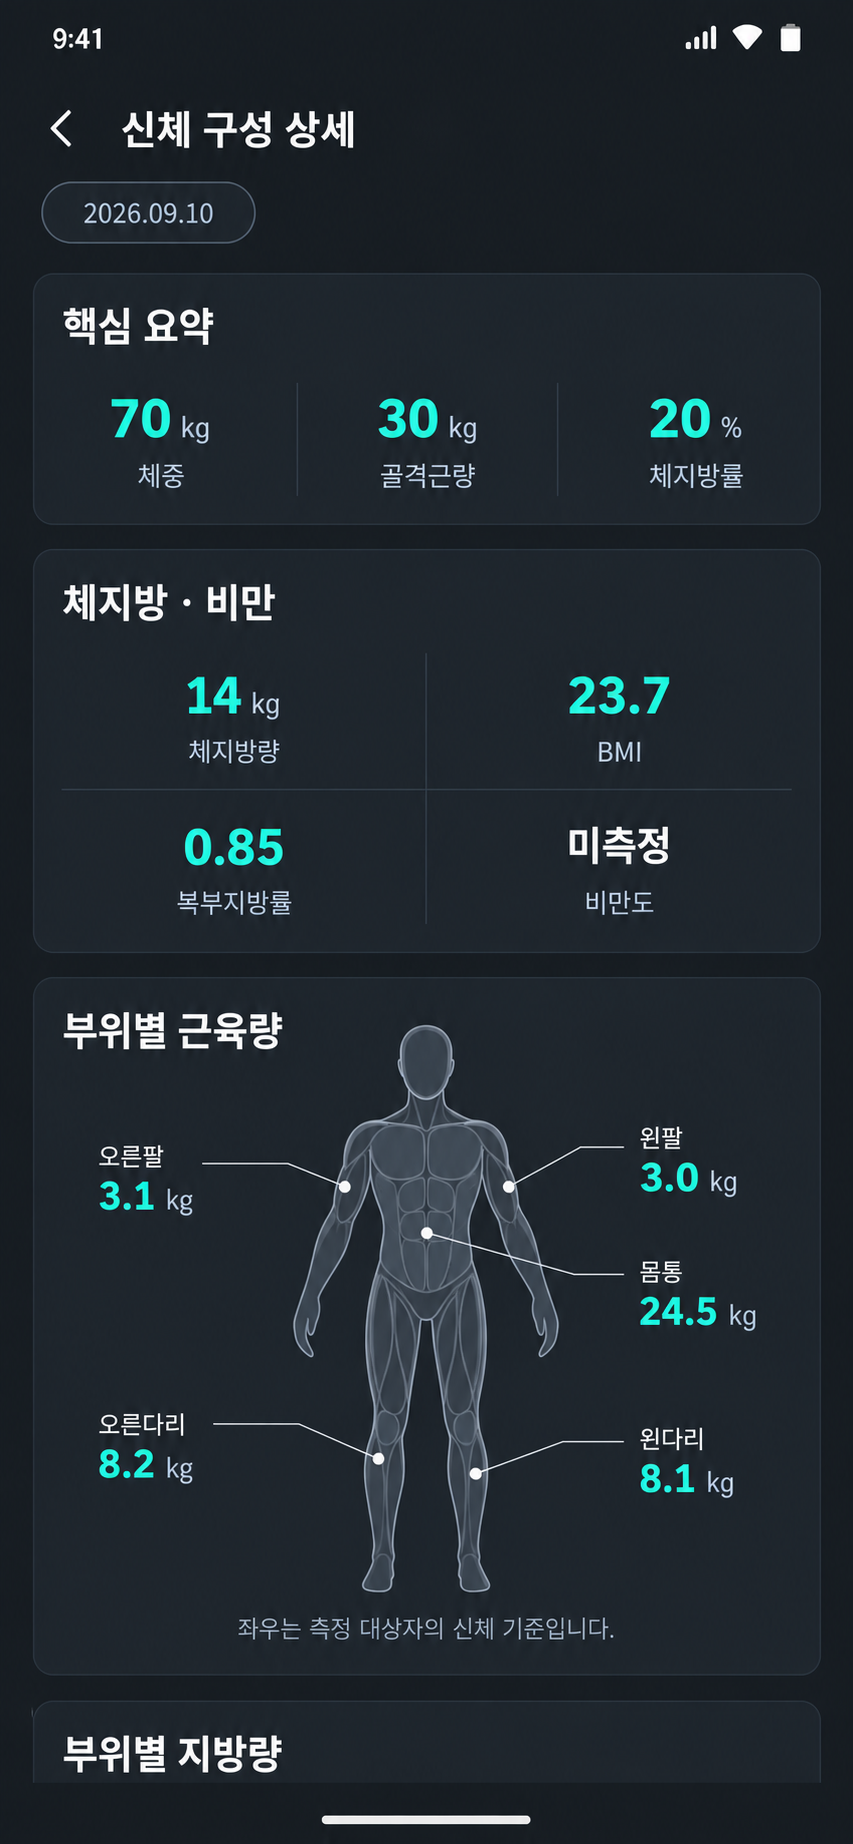 9:41
신체 구성 상세
2026.09.10
핵심 요약
70 kg
체중
30 kg
골격근량
20 %
체지방률
체지방 · 비만
14 kg
체지방량
23.7
BMI
0.85
복부지방률
미측정
비만도
부위별 근육량
오른팔
3.1 kg
왼팔
3.0 kg
몸통
24.5 kg
오른다리
8.2 kg
왼다리
8.1 kg
좌우는 측정 대상자의 신체 기준입니다.
부위별 지방량